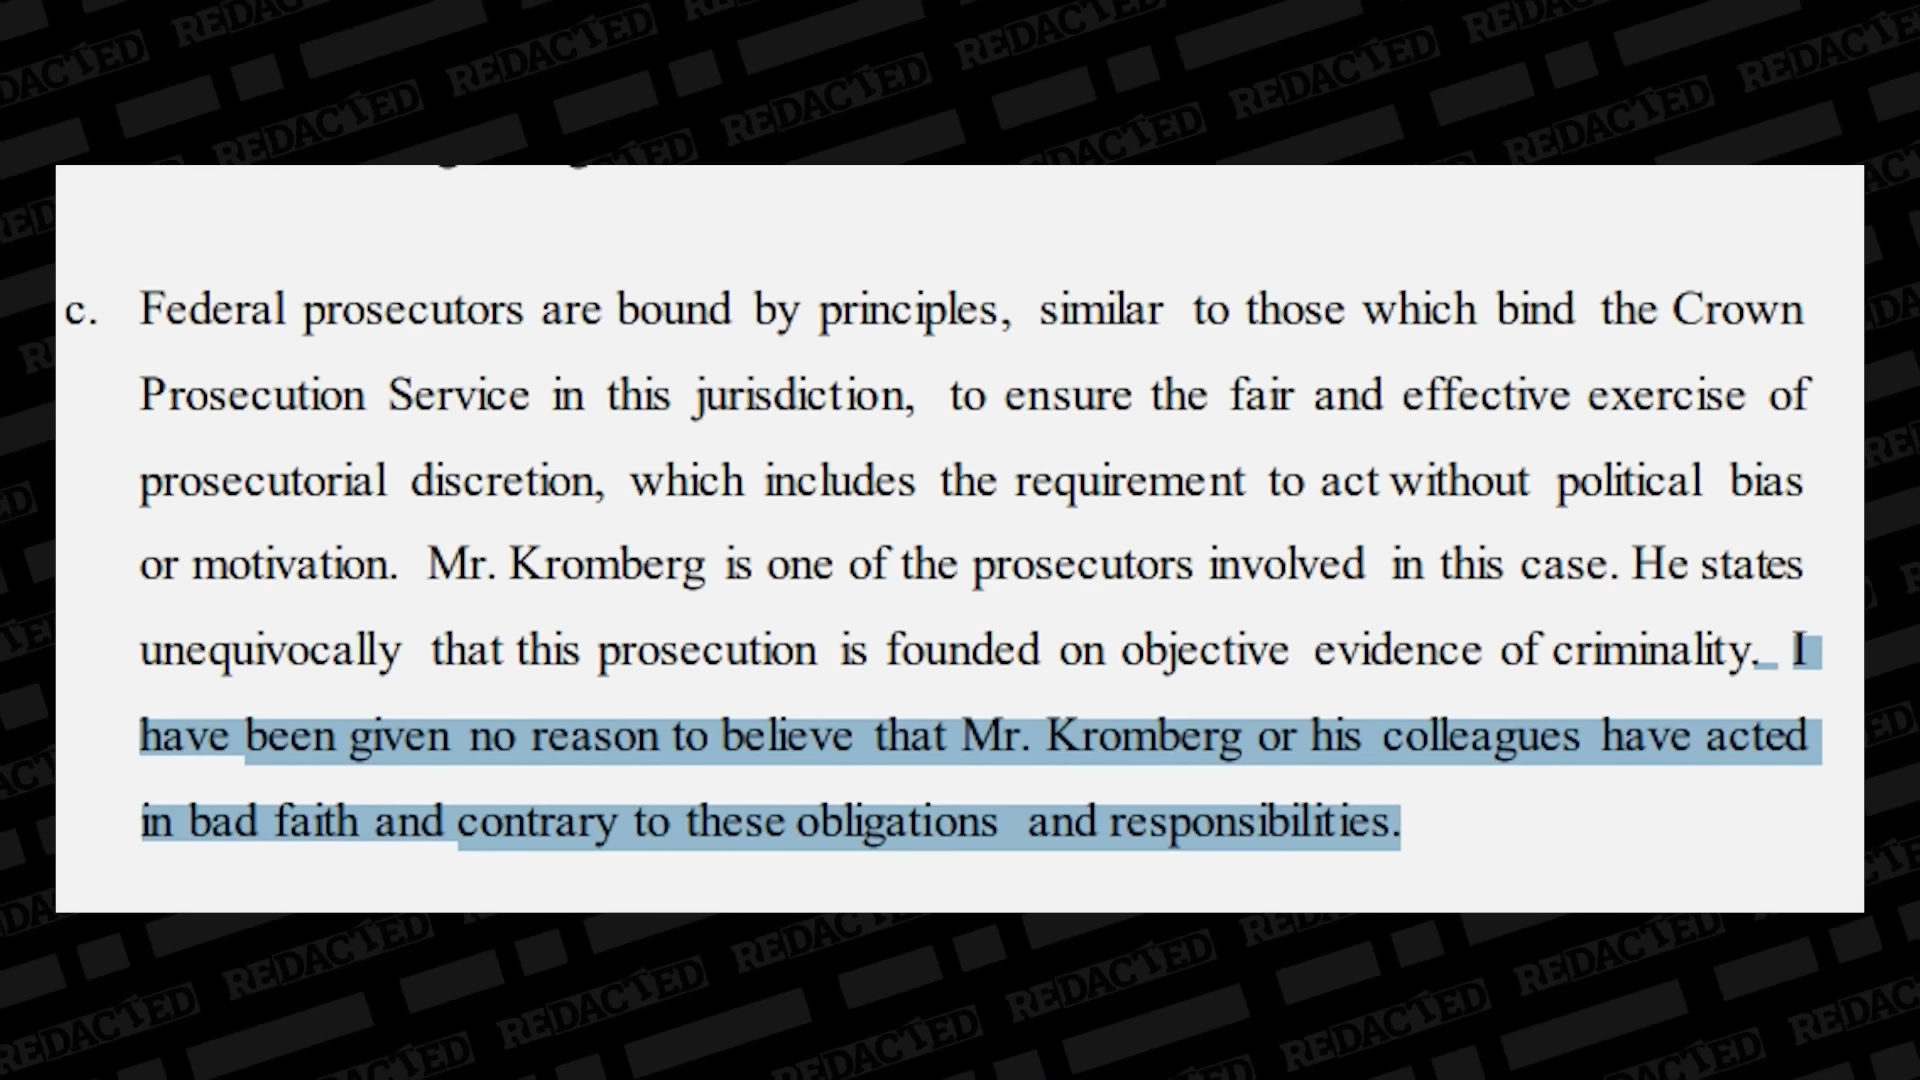 c. Federal prosecutors are bound by principles, similar to those which bind the Crown
Prosecution Service in this jurisdiction, to ensure the fair and effective exercise of
prosecutorial discretion, which includes the requirement to act without political bias
or motivation. Mr. Kromberg is one of the prosecutors involved in this case. He states
unequivocally that this prosecution is founded on objective evidence of criminality. I
have been given no reason to believe that Mr. Kromberg or his colleagues have acted
in bad faith and contrary to these obligations and responsibilities.
REDACTED